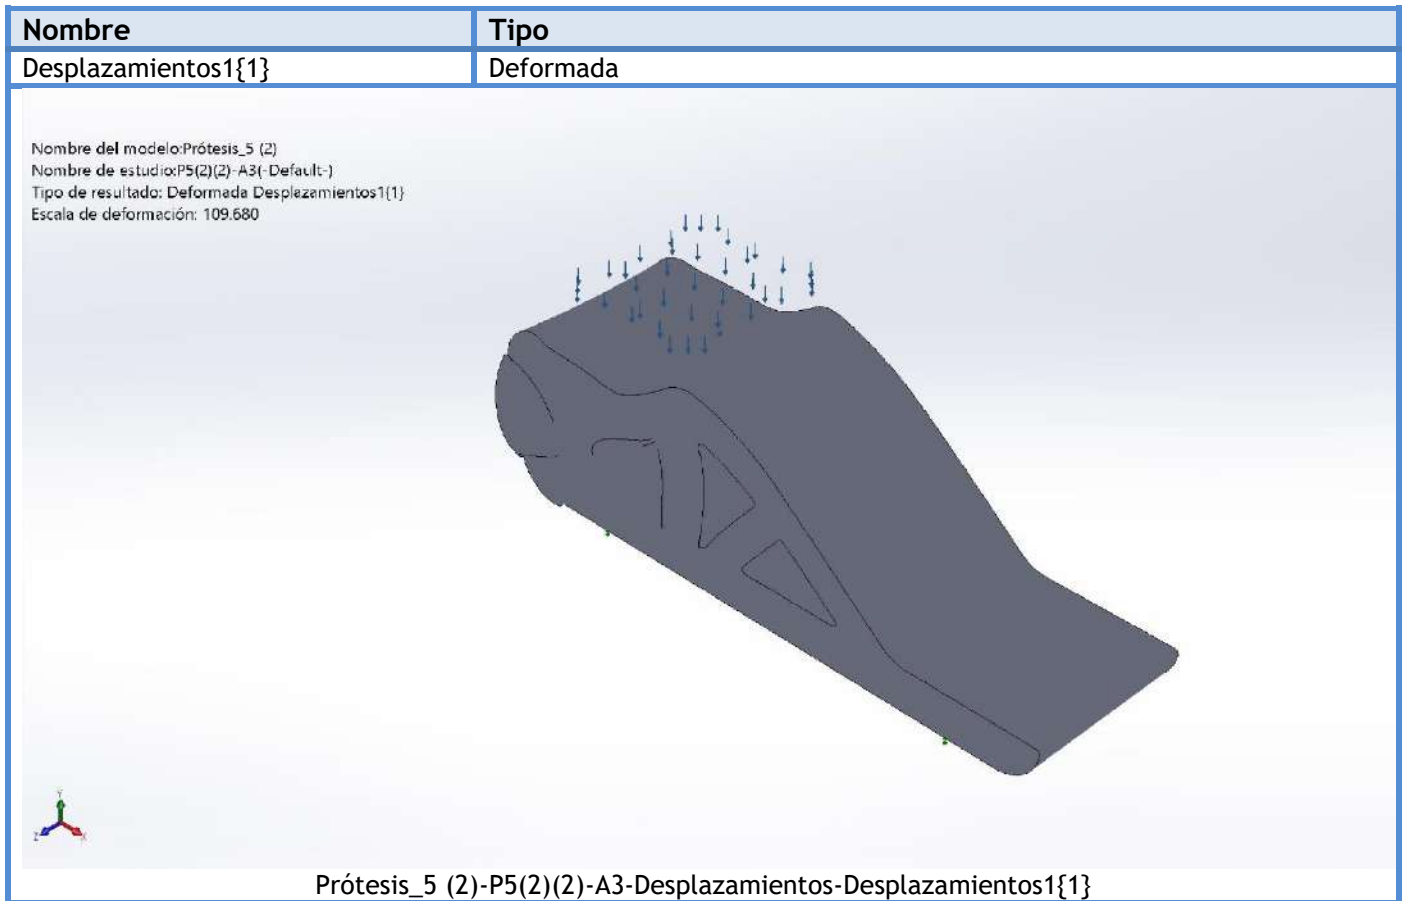 Nombre Tipo
Desplazamientos1{1} Deformada
Nombre del modelo:Prótesis_5 (2)
Nombre de estudio:P5(2)(2)-A3(-Default-)
Tipo de resultado: Deformada Desplazamientos1{1}
Escala de deformación: 109.680
Y
Z X
Prótesis_5 (2)-P5(2)(2)-A3-Desplazamientos-Desplazamientos1{1}